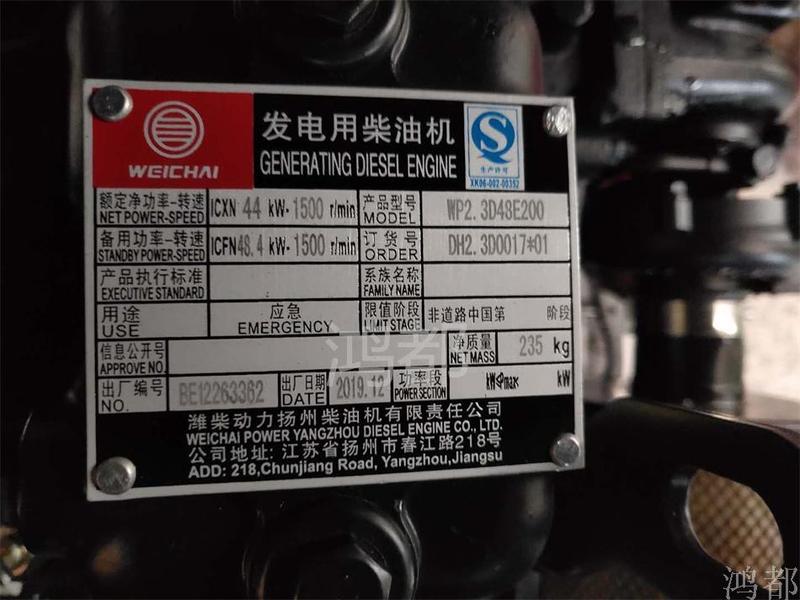 WEICHAI
发电用柴油机
GENERATING DIESEL ENGINE
生产许可
XK06-002-00352
额定净功率-转速 ICXN 44 kW- 1500 r/min 产品型号 WP2.3D48E200
NET POWER-SPEED MODEL
备用功率-转速 ICFN 48.4 kW- 1500 r/min 订货号 DH2.3D0017*01
STANDBY POWER-SPEED ORDER
产品执行标准 系族名称
EXECUTIVE STANDARD FAMILY NAME
用途 应急 限值阶段 非道路中国第 阶段
USE EMERGENCY LIMIT STAGE
信息公开号 净质量 235 kg
APPROVE NO. NET MASS
出厂编号 BE12263362 出厂日期 2019.12 功率段 kW≤Pmax< kW
NO. DATE POWER SECTION
潍柴动力扬州柴油机有限责任公司
WEICHAI POWER YANGZHOU DIESEL ENGINE CO., LTD.
公司地址: 江苏省扬州市春江路218号
ADD: 218,Chunjiang Road, Yangzhou,Jiangsu
鸿都
鸿都